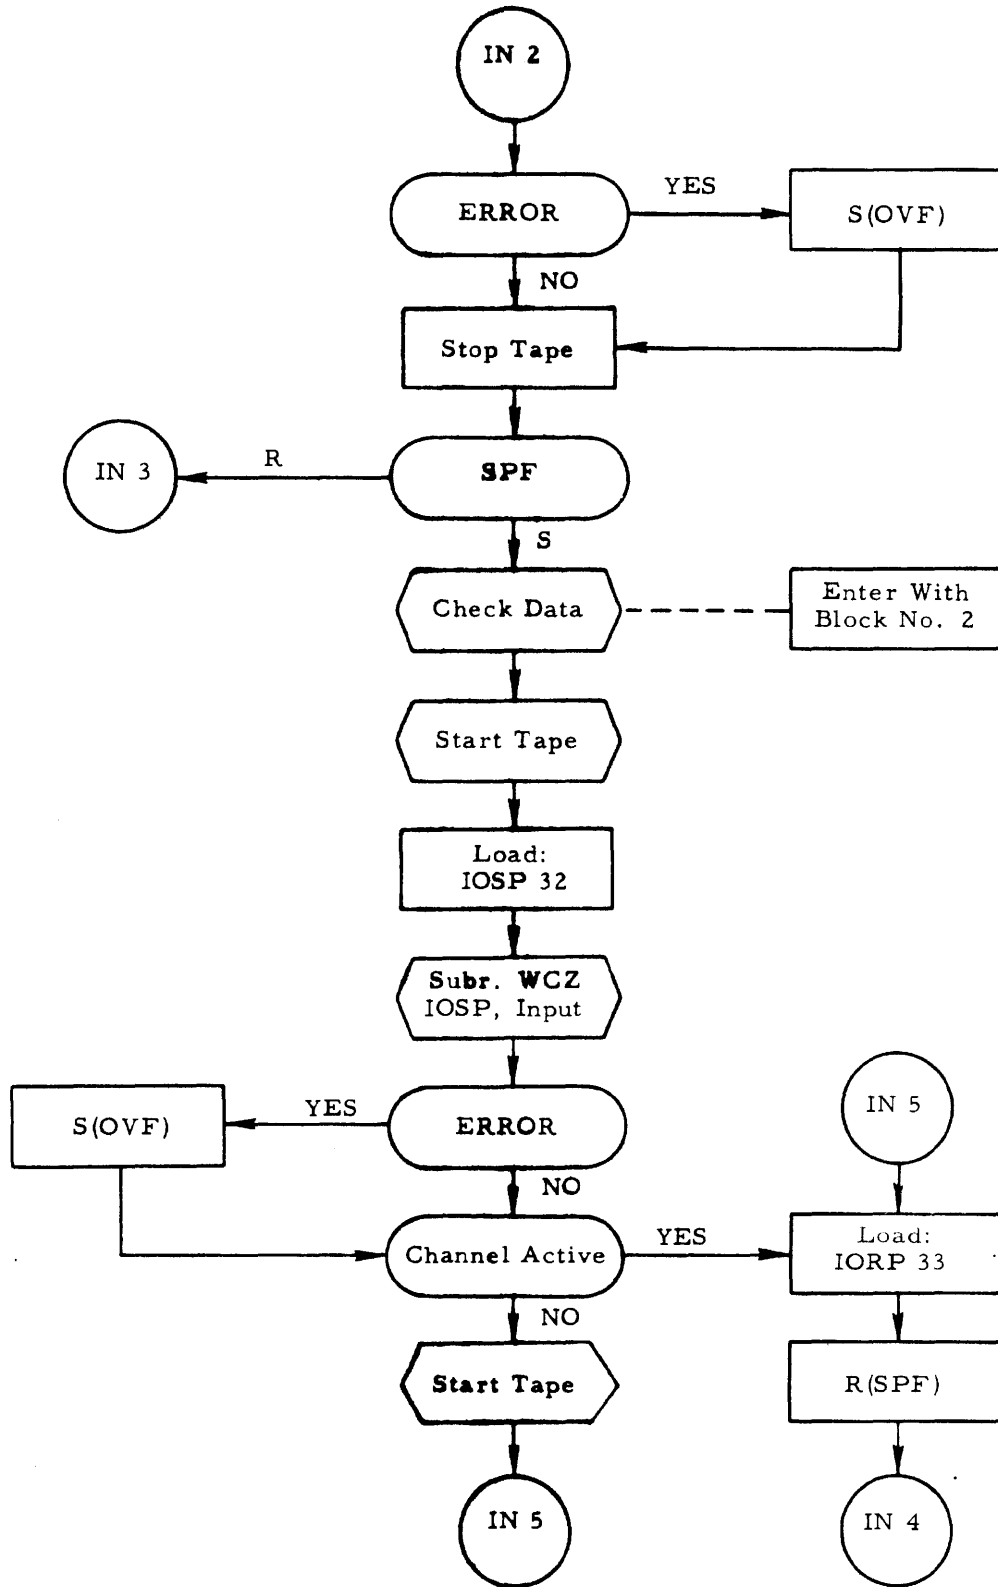 IN 2
ERROR
YES
S(OVF)
NO
Stop Tape
IN 3
R
SPF
S
Check Data
Enter With
Block No. 2
Start Tape
Load:
IOSP 32
Subr. WCZ
IOSP, Input
S(OVF)
YES
ERROR
IN 5
NO
Channel Active
YES
Load:
IORP 33
NO
Start Tape
R(SPF)
IN 5
IN 4